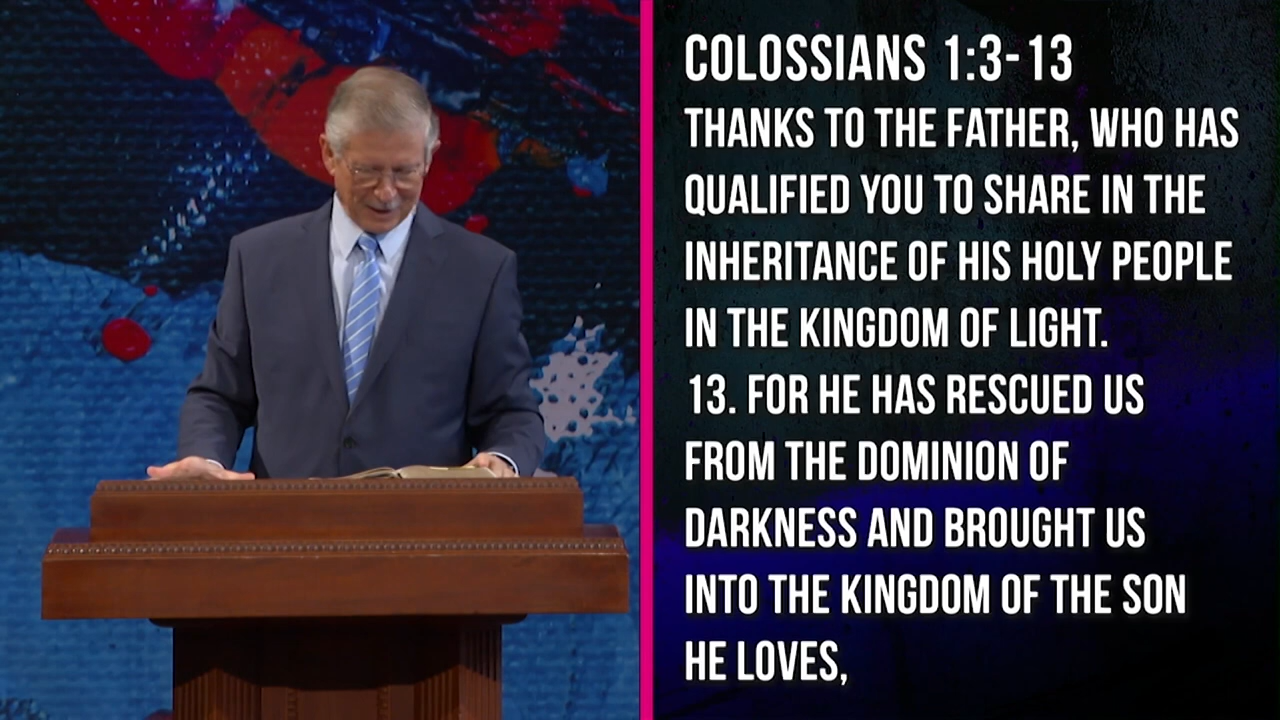 COLOSSIANS 1:3-13
THANKS TO THE FATHER, WHO HAS
QUALIFIED YOU TO SHARE IN THE
INHERITANCE OF HIS HOLY PEOPLE
IN THE KINGDOM OF LIGHT.
13. FOR HE HAS RESCUED US
FROM THE DOMINION OF
DARKNESS AND BROUGHT US
INTO THE KINGDOM OF THE SON
HE LOVES,